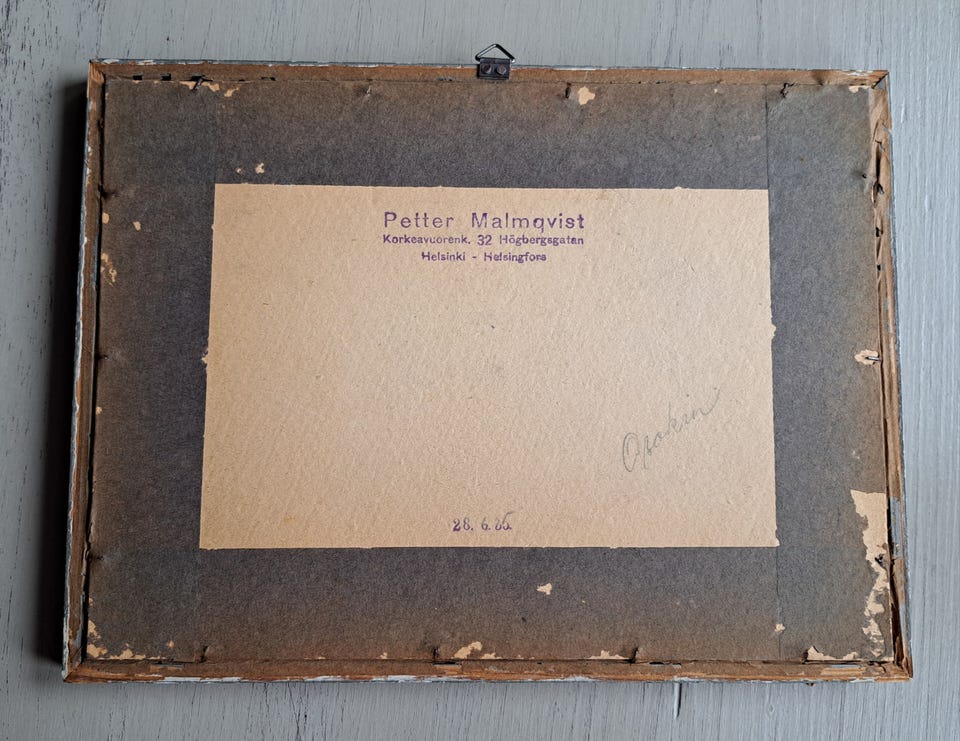 Petter Malmqvist
Korkeavuorenk. 32 Högbergsgatan
Helsinki - Helsingfors
28. 6.